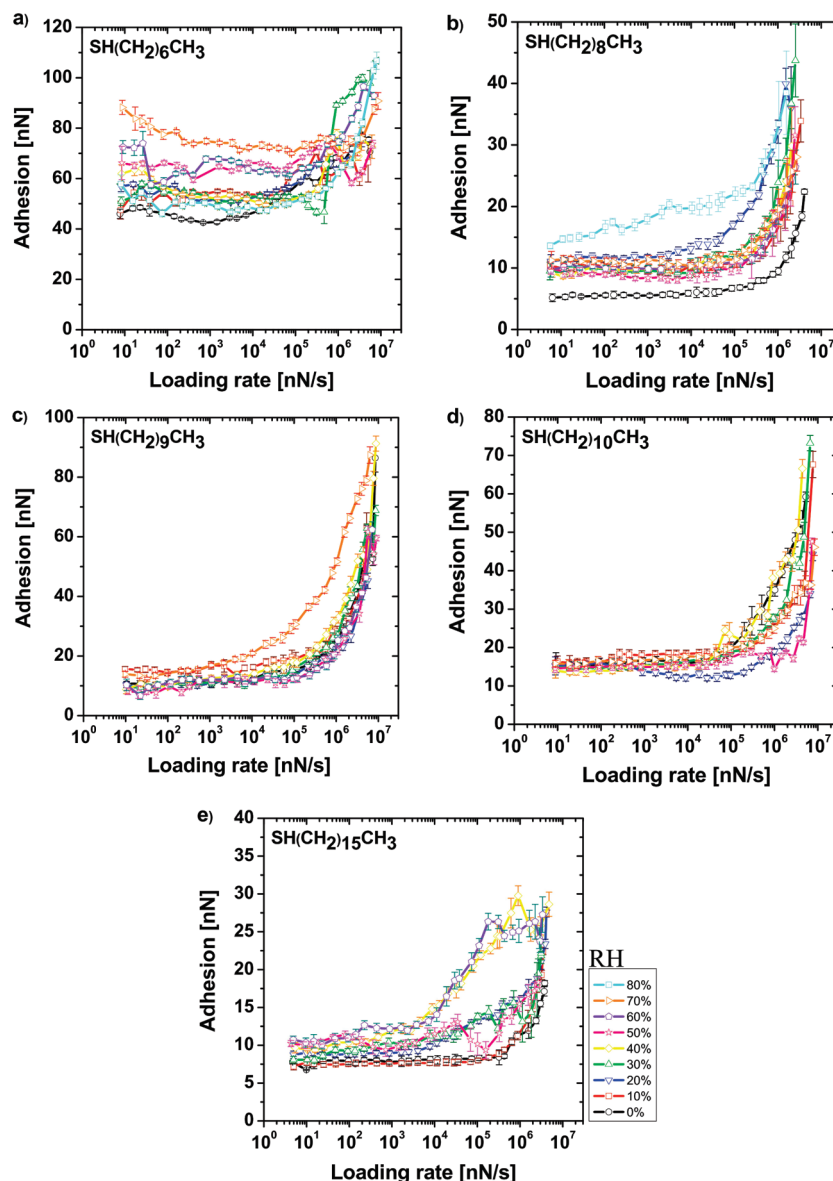 a)
SH(CH2)6CH3
Adhesion [nN]
120
100
80
60
40
20
0
10^0 10^1 10^2 10^3 10^4 10^5 10^6 10^7
Loading rate [nN/s]
b)
SH(CH2)8CH3
Adhesion [nN]
50
40
30
20
10
0
10^0 10^1 10^2 10^3 10^4 10^5 10^6 10^7
Loading rate [nN/s]
c)
SH(CH2)9CH3
Adhesion [nN]
100
80
60
40
20
0
10^0 10^1 10^2 10^3 10^4 10^5 10^6 10^7
Loading rate [nN/s]
d)
SH(CH2)10CH3
Adhesion [nN]
80
70
60
50
40
30
20
10
0
10^0 10^1 10^2 10^3 10^4 10^5 10^6 10^7
Loading rate [nN/s]
e)
SH(CH2)15CH3
Adhesion [nN]
40
35
30
25
20
15
10
5
0
10^0 10^1 10^2 10^3 10^4 10^5 10^6 10^7
Loading rate [nN/s]
RH
80%
70%
60%
50%
40%
30%
20%
10%
0%